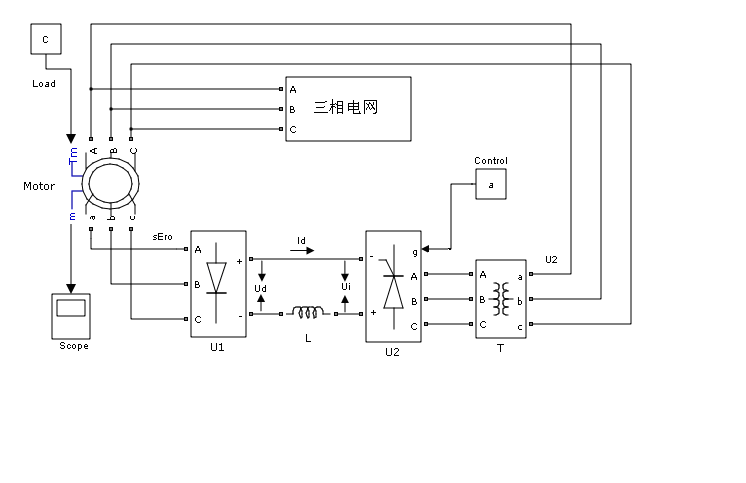 C
Load
A
B
C
三相电网
Tm
A
B
C
Motor
m
a
b
c
Scope
sEro
A
B
C
+
-
U1
Id
Ud
Ui
L
-
+
g
A
B
C
U2
Control
a
A
B
C
a
b
c
T
U2